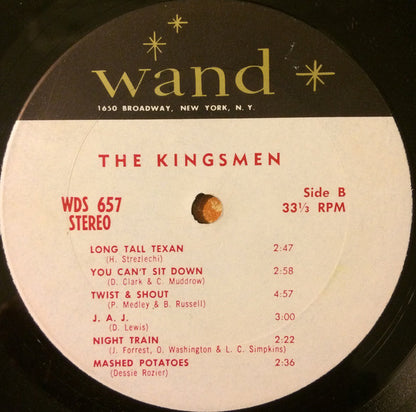 wand
1650 BROADWAY, NEW YORK, N. Y.
THE KINGSMEN
WDS 657
STEREO
Side B
33⅓ RPM
LONG TALL TEXAN 2:47
(H. Strezlechi)
YOU CAN'T SIT DOWN 2:58
(D. Clark & C. Muddrow)
TWIST & SHOUT 4:57
(P. Medley & B. Russell)
J. A. J. 3:00
(D. Lewis)
NIGHT TRAIN 2:22
(J. Forrest, O. Washington & L. C. Simpkins)
MASHED POTATOES 2:36
(Dessie Rozier)